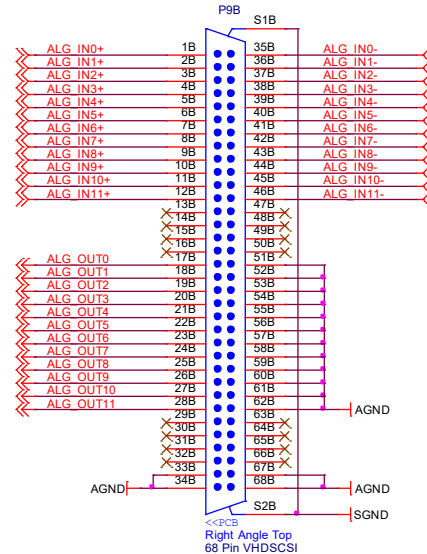 P9B
S1B
ALG_IN0+ 1B 35B ALG_IN0-
ALG_IN1+ 2B 36B ALG_IN1-
ALG_IN2+ 3B 37B ALG_IN2-
ALG_IN3+ 4B 38B ALG_IN3-
ALG_IN4+ 5B 39B ALG_IN4-
ALG_IN5+ 6B 40B ALG_IN5-
ALG_IN6+ 7B 41B ALG_IN6-
ALG_IN7+ 8B 42B ALG_IN7-
ALG_IN8+ 9B 43B ALG_IN8-
ALG_IN9+ 10B 44B ALG_IN9-
ALG_IN10+ 11B 45B ALG_IN10-
ALG_IN11+ 12B 46B ALG_IN11-
13B 47B
14B 48B
15B 49B
16B 50B
ALG_OUT0 17B 51B
ALG_OUT1 18B 52B
ALG_OUT2 19B 53B
ALG_OUT3 20B 54B
ALG_OUT4 21B 55B
ALG_OUT5 22B 56B
ALG_OUT6 23B 57B
ALG_OUT7 24B 58B
ALG_OUT8 25B 59B
ALG_OUT9 26B 60B
ALG_OUT10 27B 61B
ALG_OUT11 28B 62B AGND
29B 63B
30B 64B
31B 65B
32B 66B
33B 67B
AGND 34B 68B AGND
S2B SGND
<<PCB
Right Angle Top
68 Pin VHDSCSI